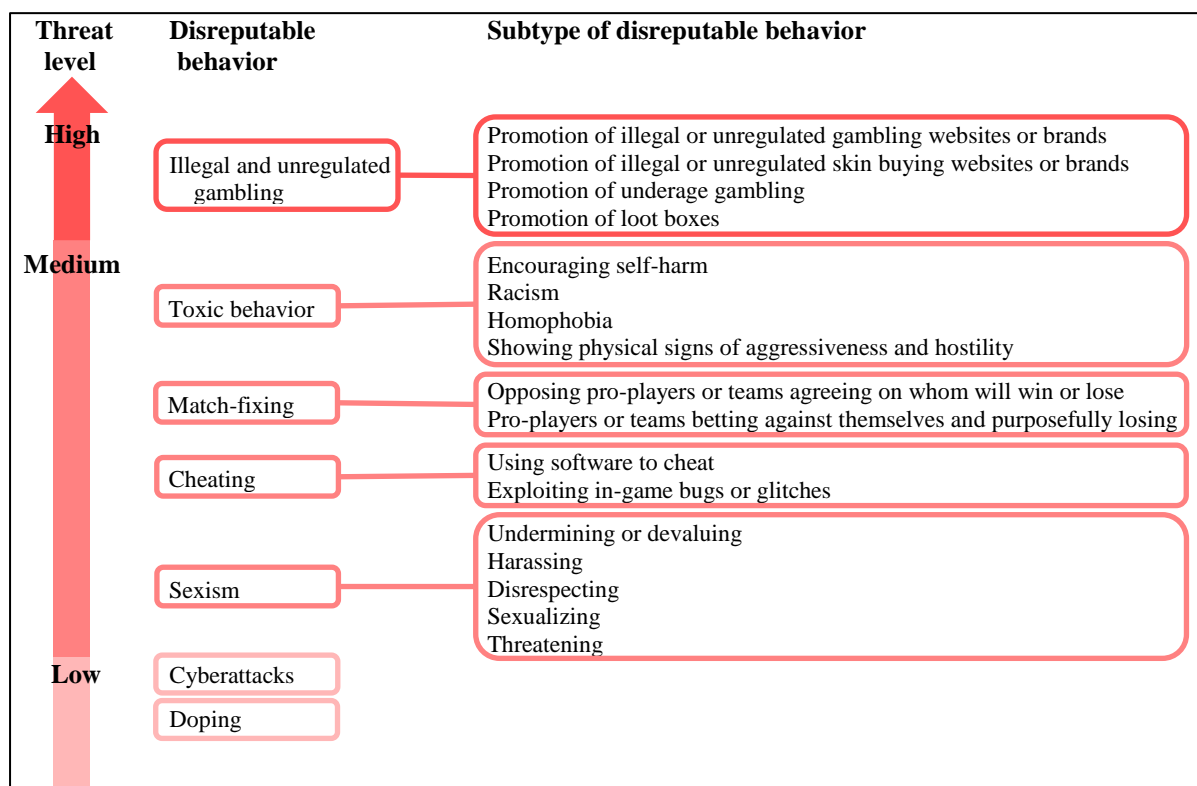 Threat level
Disreputable behavior
Subtype of disreputable behavior
High
Illegal and unregulated gambling
Promotion of illegal or unregulated gambling websites or brands
Promotion of illegal or unregulated skin buying websites or brands
Promotion of underage gambling
Promotion of loot boxes
Medium
Toxic behavior
Encouraging self-harm
Racism
Homophobia
Showing physical signs of aggressiveness and hostility
Match-fixing
Opposing pro-players or teams agreeing on whom will win or lose
Pro-players or teams betting against themselves and purposefully losing
Cheating
Using software to cheat
Exploiting in-game bugs or glitches
Sexism
Undermining or devaluing
Harassing
Disrespecting
Sexualizing
Threatening
Low
Cyberattacks
Doping